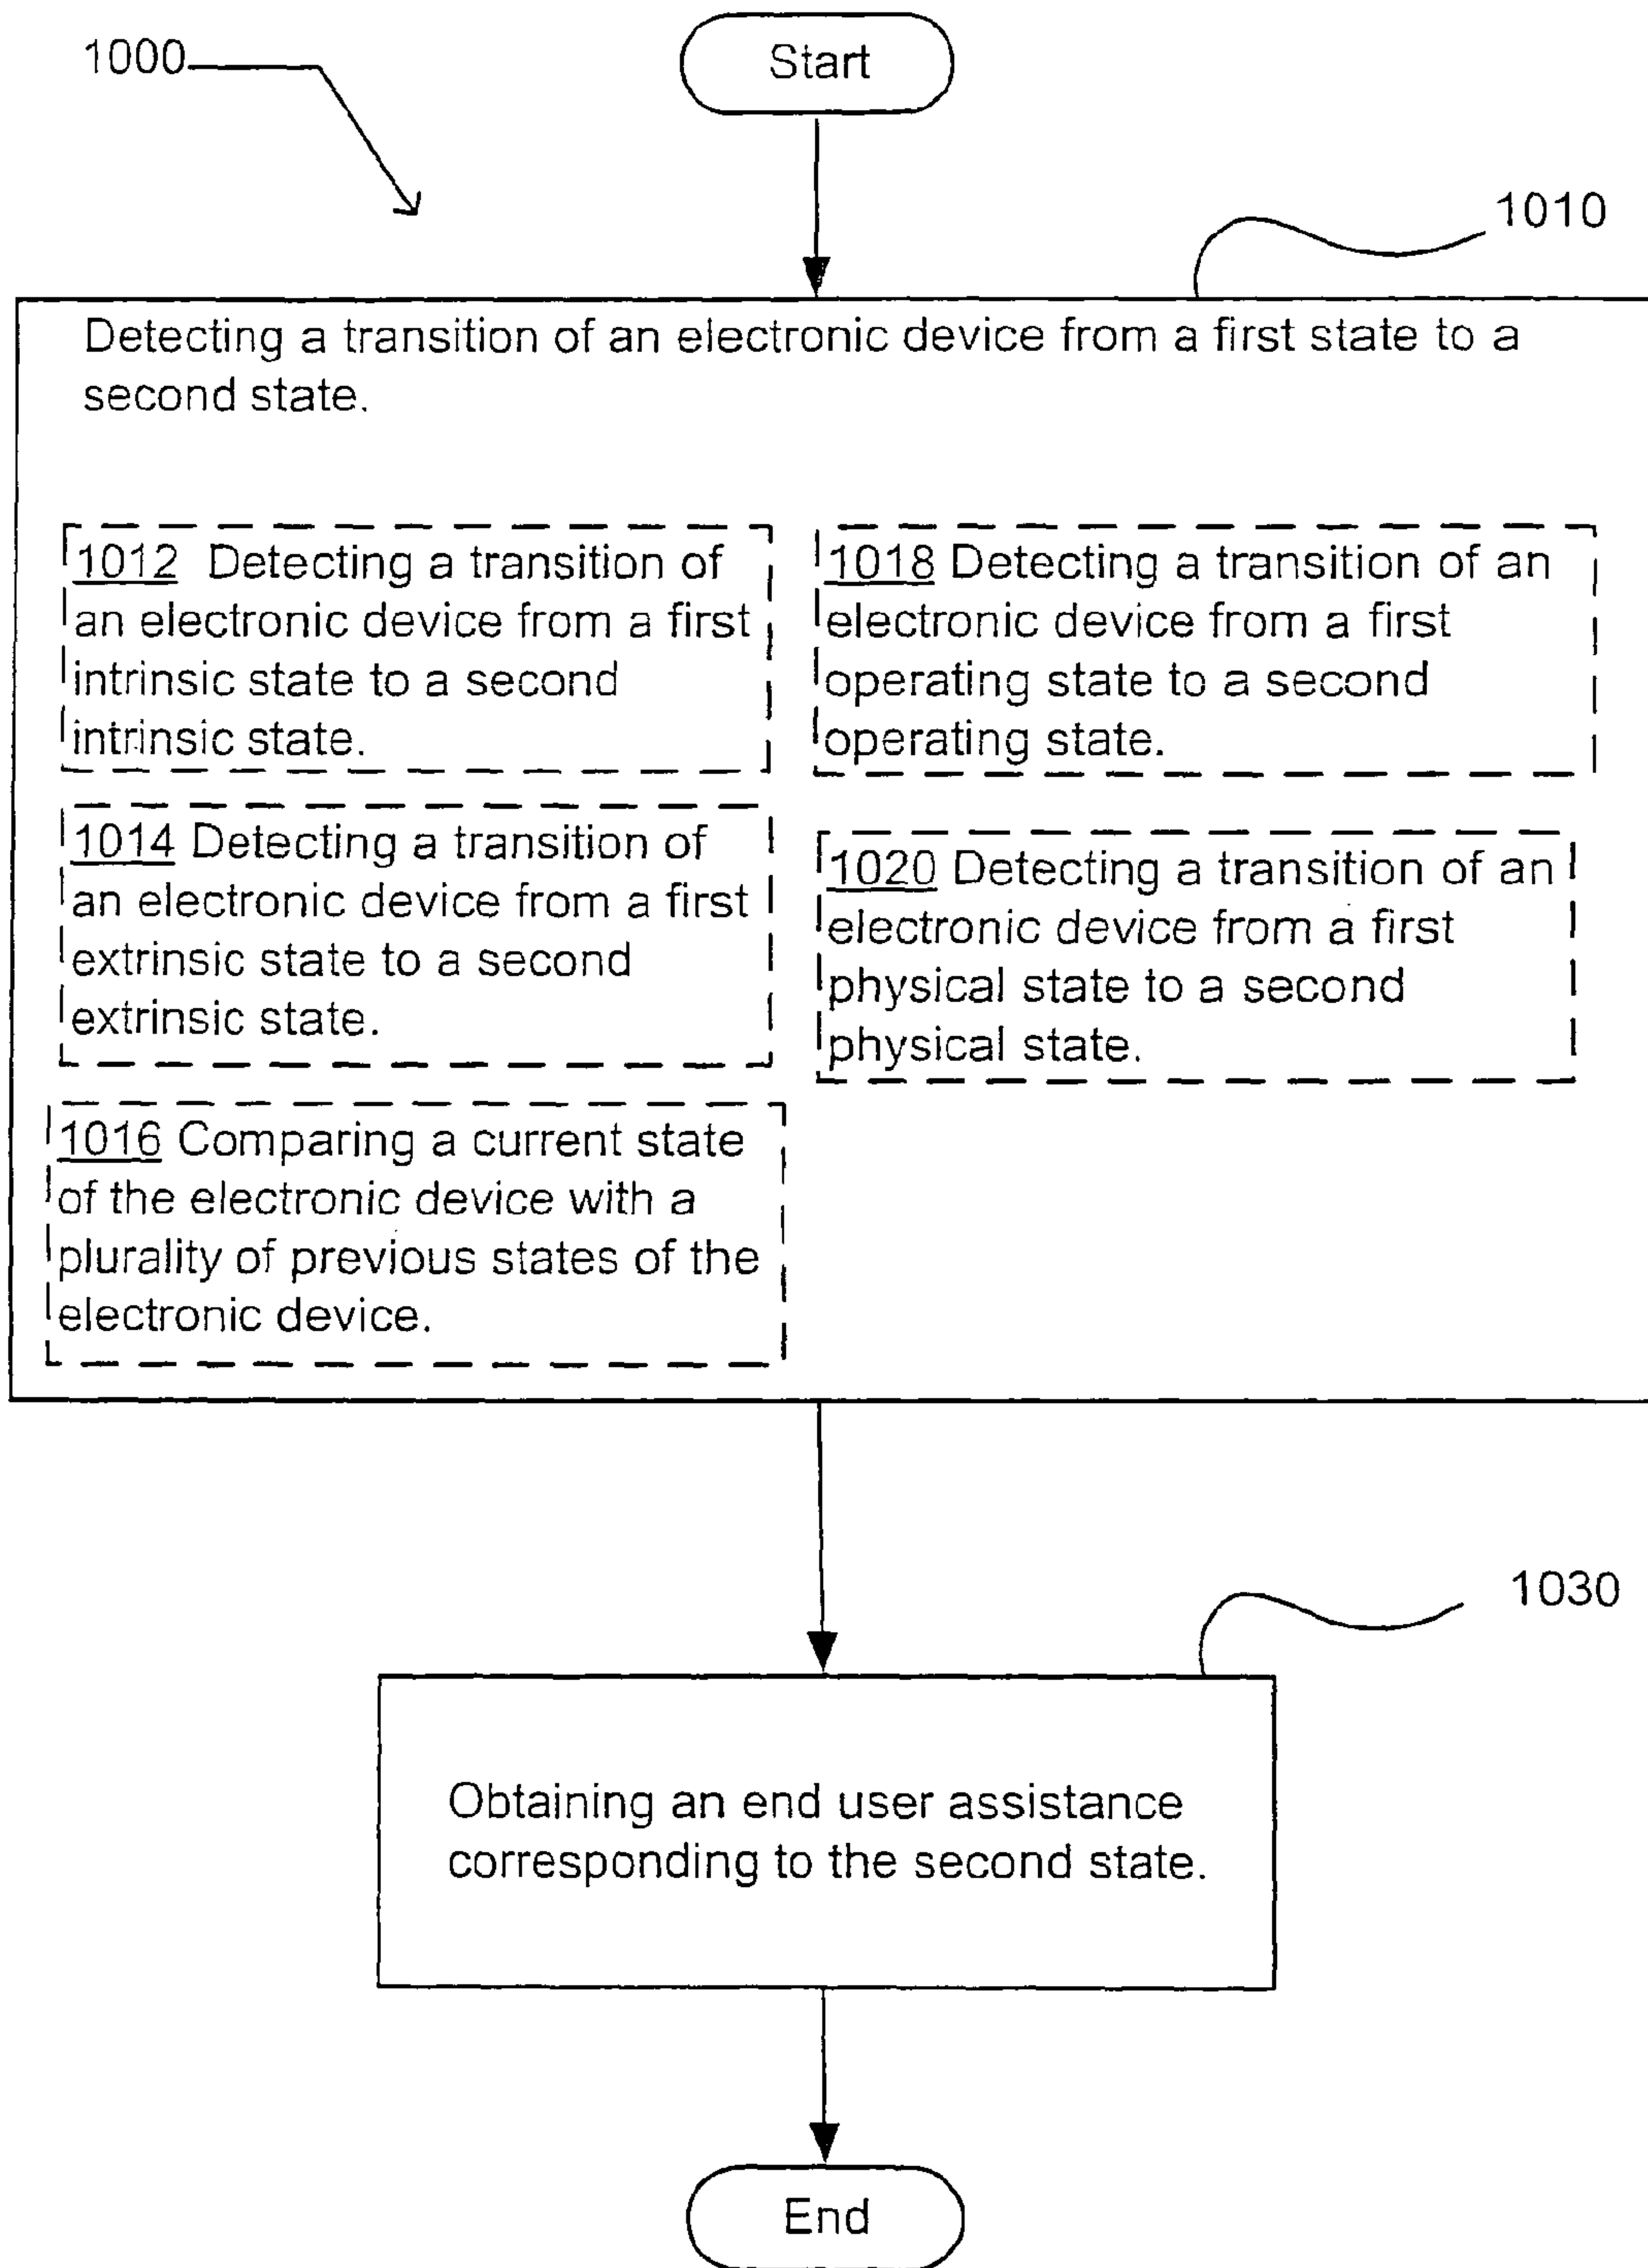 Start
1000
1010
Detecting a transition of an electronic device from a first state to a
second state.
1012 Detecting a transition of
an electronic device from a first
intrinsic state to a second
intrinsic state.
1014 Detecting a transition of
an electronic device from a first
extrinsic state to a second
extrinsic state.
1016 Comparing a current state
of the electronic device with a
plurality of previous states of the
electronic device.
1018 Detecting a transition of an
electronic device from a first
operating state to a second
operating state.
1020 Detecting a transition of an
electronic device from a first
physical state to a second
physical state.
1030
Obtaining an end user assistance
corresponding to the second state.
End